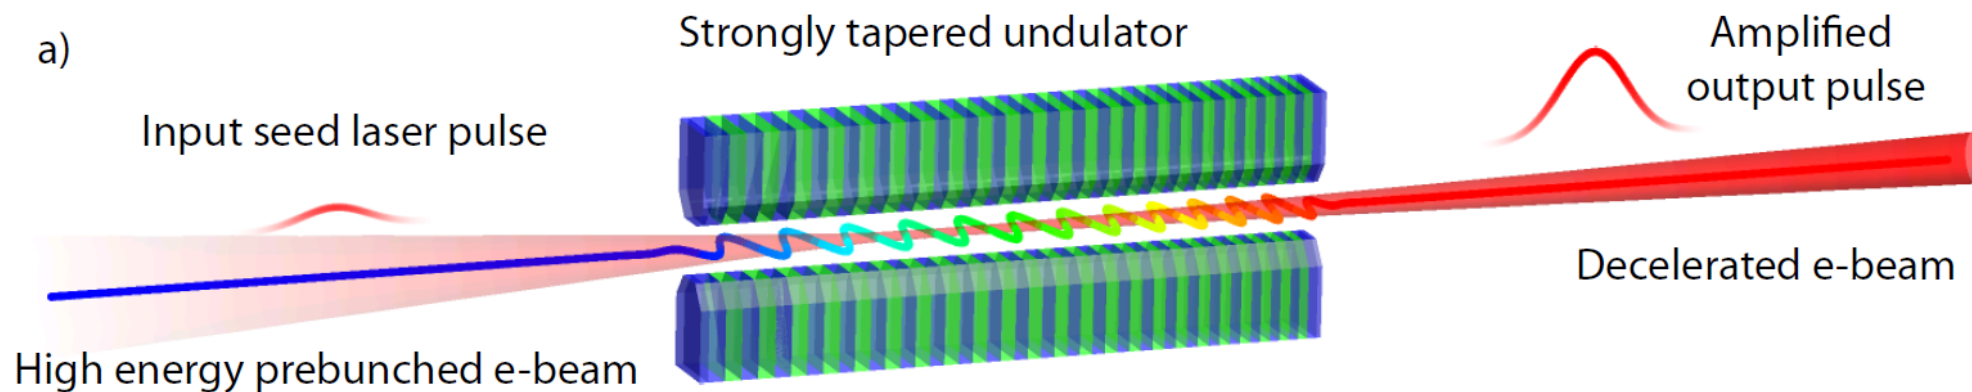 a)
Strongly tapered undulator
Amplified
output pulse
Input seed laser pulse
Decelerated e-beam
High energy prebunched e-beam